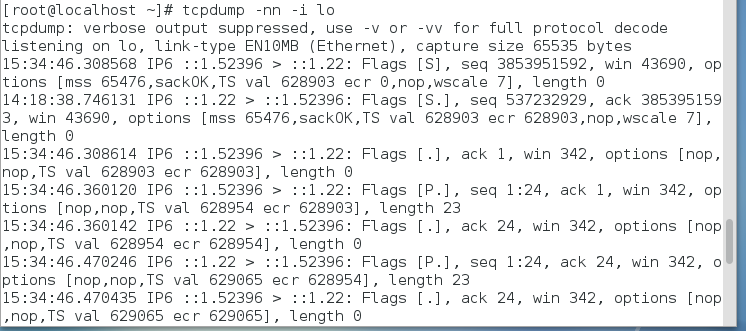 [root@localhost ~]# tcpdump -nn -i lo
tcpdump: verbose output suppressed, use -v or -vv for full protocol decode
listening on lo, link-type EN10MB (Ethernet), capture size 65535 bytes
15:34:46.308568 IP6 ::1.52396 > ::1.22: Flags [S], seq 3853951592, win 43690, op
tions [mss 65476,sackOK,TS val 628903 ecr 0,nop,wscale 7], length 0
14:18:38.746131 IP6 ::1.22 > ::1.52396: Flags [S.], seq 537232929, ack 385395159
3, win 43690, options [mss 65476,sackOK,TS val 628903 ecr 628903,nop,wscale 7],
length 0
15:34:46.308614 IP6 ::1.52396 > ::1.22: Flags [.], ack 1, win 342, options [nop,
nop,TS val 628903 ecr 628903], length 0
15:34:46.360120 IP6 ::1.52396 > ::1.22: Flags [P.], seq 1:24, ack 1, win 342, op
tions [nop,nop,TS val 628954 ecr 628903], length 23
15:34:46.360142 IP6 ::1.22 > ::1.52396: Flags [.], ack 24, win 342, options [nop
,nop,TS val 628954 ecr 628954], length 0
15:34:46.470246 IP6 ::1.22 > ::1.52396: Flags [P.], seq 1:24, ack 24, win 342, o
ptions [nop,nop,TS val 629065 ecr 628954], length 23
15:34:46.470435 IP6 ::1.52396 > ::1.22: Flags [.], ack 24, win 342, options [nop
,nop,TS val 629065 ecr 629065], length 0